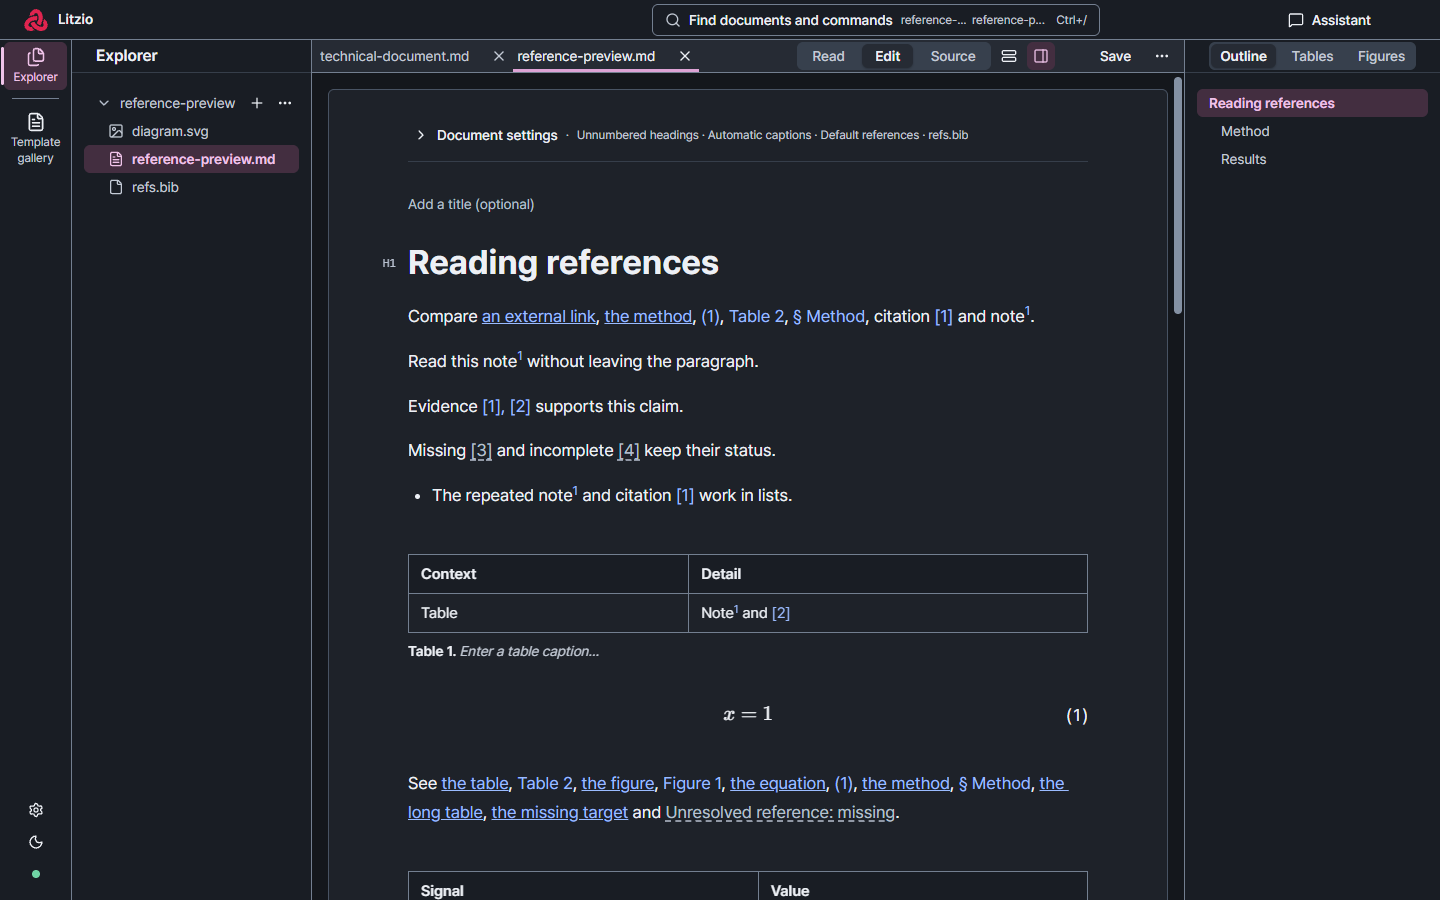 Litzio
Find documents and commands reference-... reference-p... Ctrl+/
Assistant
Explorer
Template
gallery
Explorer
reference-preview
diagram.svg
reference-preview.md
refs.bib
technical-document.md
reference-preview.md
Read Edit Source
Save
Document settings · Unnumbered headings · Automatic captions · Default references · refs.bib
Add a title (optional)
H1 Reading references
Compare an external link, the method, (1), Table 2, § Method, citation [1] and note1.
Read this note1 without leaving the paragraph.
Evidence [1], [2] supports this claim.
Missing [3] and incomplete [4] keep their status.
• The repeated note1 and citation [1] work in lists.
Context Detail
Table Note1 and [2]
Table 1. Enter a table caption...
x = 1 (1)
See the table, Table 2, the figure, Figure 1, the equation, (1), the method, § Method, the
long table, the missing target and Unresolved reference: missing.
Signal Value
Outline Tables Figures
Reading references
Method
Results